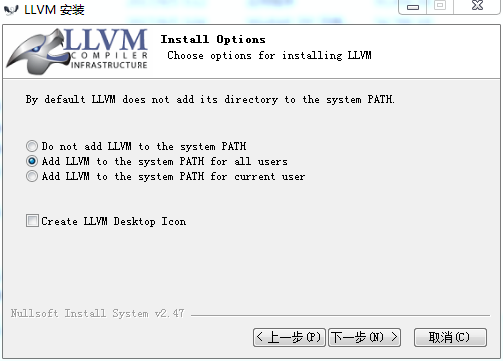 LLVM 安装
LLVM
COMPILER
INFRASTRUCTURE
Install Options
Choose options for installing LLVM
By default LLVM does not add its directory to the system PATH.
Do not add LLVM to the system PATH
Add LLVM to the system PATH for all users
Add LLVM to the system PATH for current user
Create LLVM Desktop Icon
Nullsoft Install System v2.47
< 上一步(P) 下一步(N) > 取消(C)